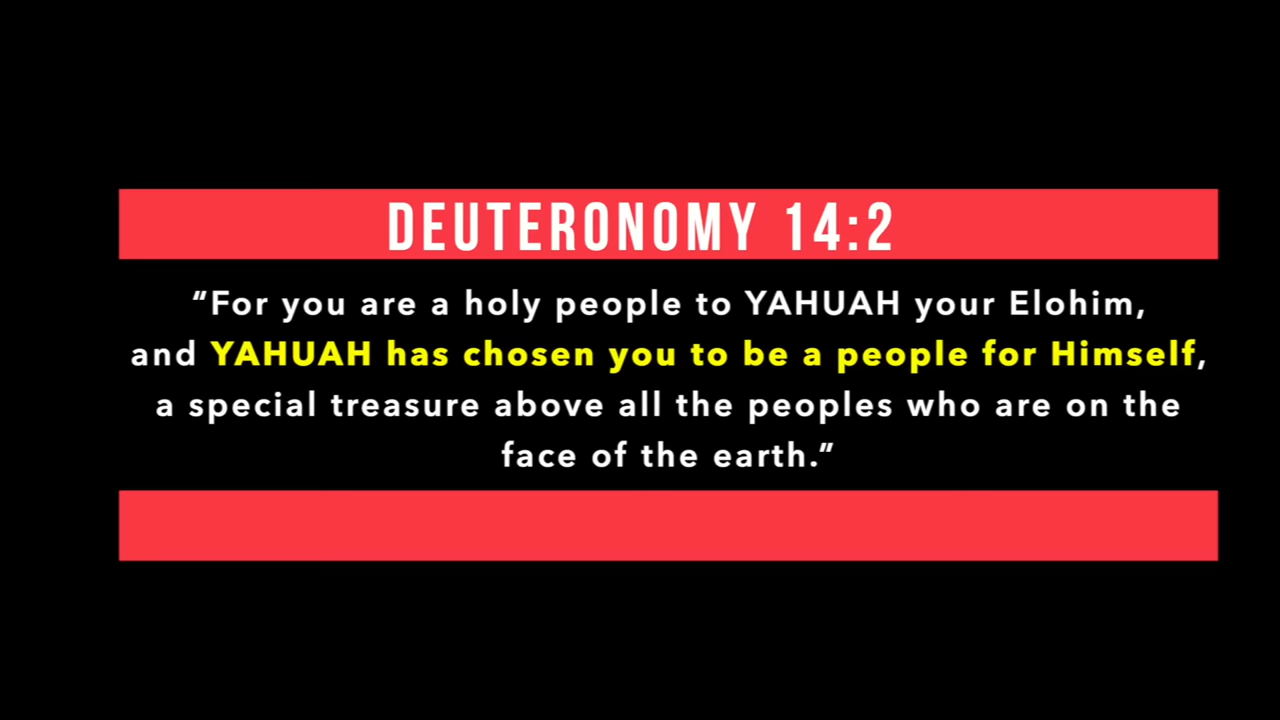 DEUTERONOMY 14:2
“For you are a holy people to YAHUAH your Elohim,
and YAHUAH has chosen you to be a people for Himself,
a special treasure above all the peoples who are on the
face of the earth.”